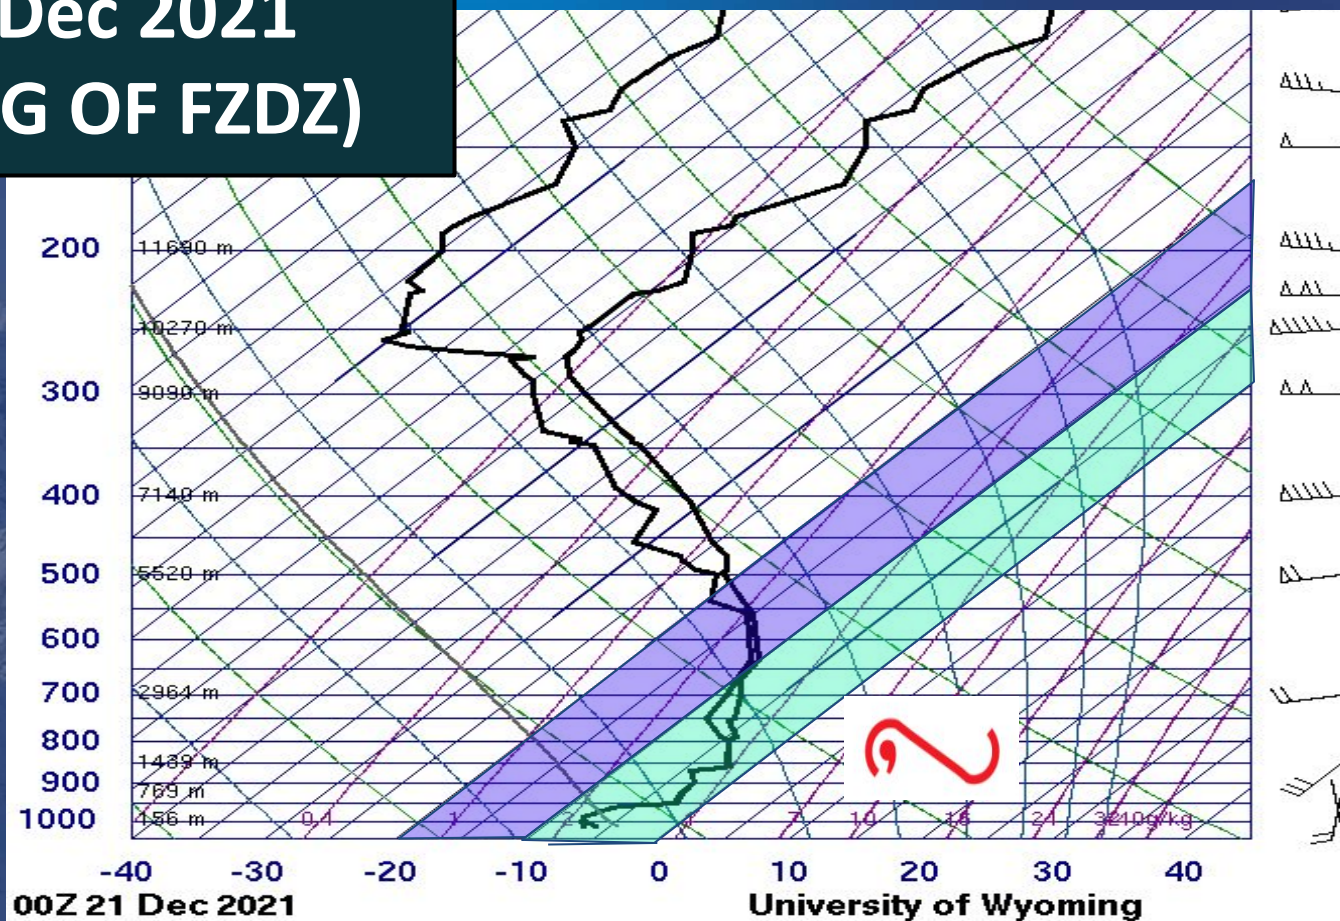 Dec 2021
G OF FZDZ)
200 11690 m
10270 m
300 9090 m
400 7140 m
500 5520 m
600
700 2964 m
800
1439 m
900
769 m
1000 156 m 0.4 1 2 7 10 16 24 3240g/kg
-40 -30 -20 -10 0 10 20 30 40
00Z 21 Dec 2021 University of Wyoming